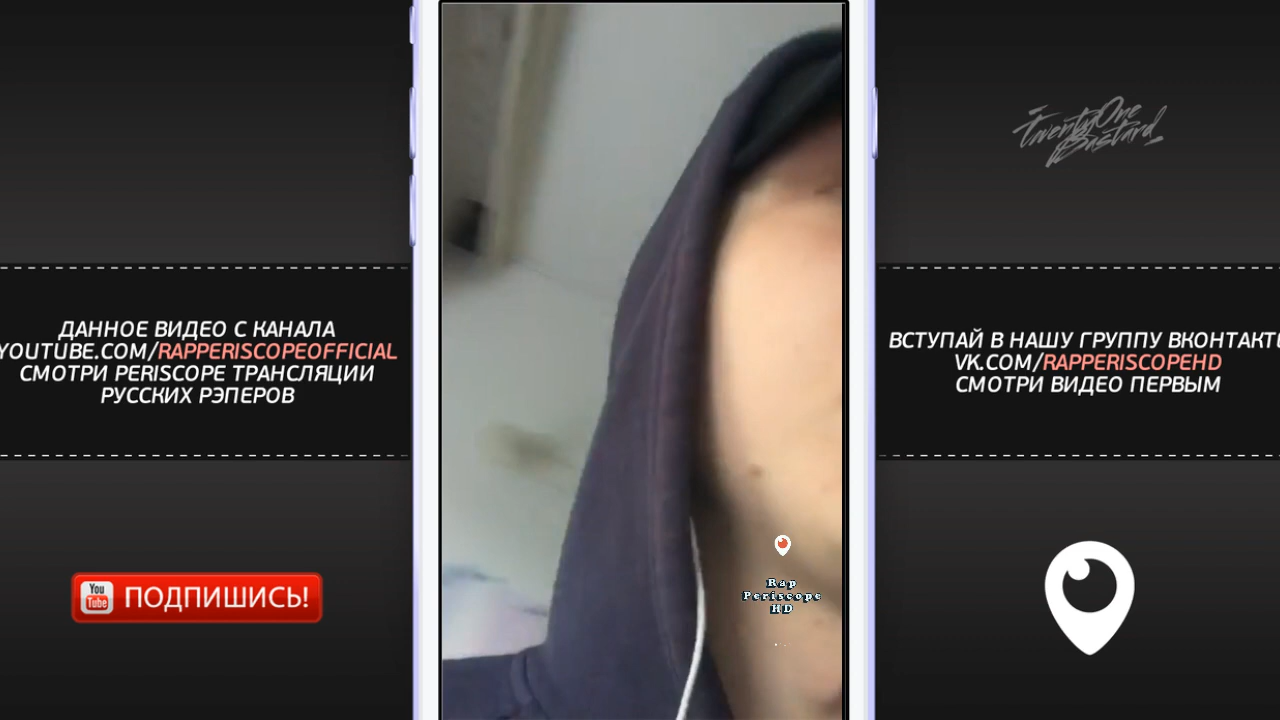 ДАННОЕ ВИДЕО С КАНАЛА
YOUTUBE.COM/RAPPERISCOPEOFFICIAL
СМОТРИ PERISCOPE ТРАНСЛЯЦИИ
РУССКИХ РЭПЕРОВ
You
Tube
ПОДПИШИСЬ!
Rap
Periscope
HD
TwentyOne
Bastard
ВСТУПАЙ В НАШУ ГРУППУ ВКОНТАКТЕ
VK.COM/RAPPERISCOPEHD
СМОТРИ ВИДЕО ПЕРВЫМ